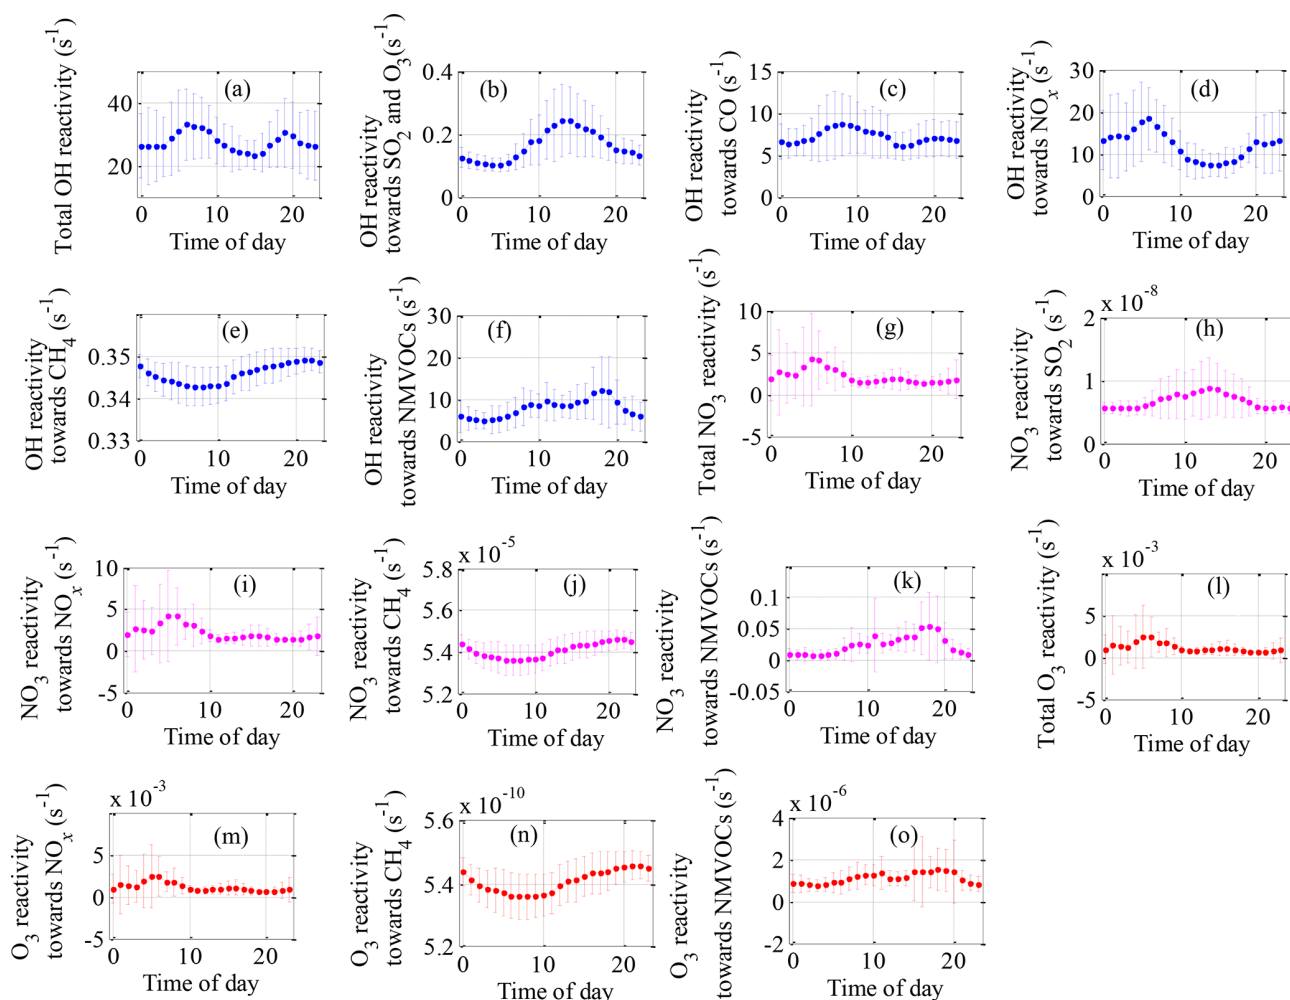 Total OH reactivity (s⁻¹)
40
20
(a)
0 10 20
Time of day
OH reactivity
towards SO₂ and O₃(s⁻¹)
0.4
0.2
0
(b)
0 10 20
Time of day
OH reactivity
towards CO (s⁻¹)
15
10
5
0
(c)
0 10 20
Time of day
OH reactivity
towards NOₓ (s⁻¹)
30
20
10
0
(d)
0 10 20
Time of day
OH reactivity
towards CH₄ (s⁻¹)
0.35
0.34
0.33
(e)
0 10 20
Time of day
OH reactivity
towards NMVOCs (s⁻¹)
30
20
10
0
(f)
0 10 20
Time of day
Total NO₃ reactivity (s⁻¹)
10
5
0
-5
(g)
0 10 20
Time of day
NO₃ reactivity
towards SO₂ (s⁻¹)
x 10⁻⁸
2
1
0
(h)
0 10 20
Time of day
NO₃ reactivity
towards NOₓ (s⁻¹)
10
5
0
-5
(i)
0 10 20
Time of day
NO₃ reactivity
towards CH₄ (s⁻¹)
x 10⁻⁵
5.8
5.6
5.4
5.2
(j)
0 10 20
Time of day
NO₃ reactivity
towards NMVOCs (s⁻¹)
0.1
0.05
0
-0.05
(k)
0 10 20
Time of day
Total O₃ reactivity (s⁻¹)
x 10⁻³
5
0
-5
(l)
0 10 20
Time of day
O₃ reactivity
towards NOₓ (s⁻¹)
x 10⁻³
5
0
-5
(m)
0 10 20
Time of day
O₃ reactivity
towards CH₄ (s⁻¹)
x 10⁻¹⁰
5.6
5.4
5.2
(n)
0 10 20
Time of day
O₃ reactivity
towards NMVOCs (s⁻¹)
x 10⁻⁶
4
2
0
-2
(o)
0 10 20
Time of day